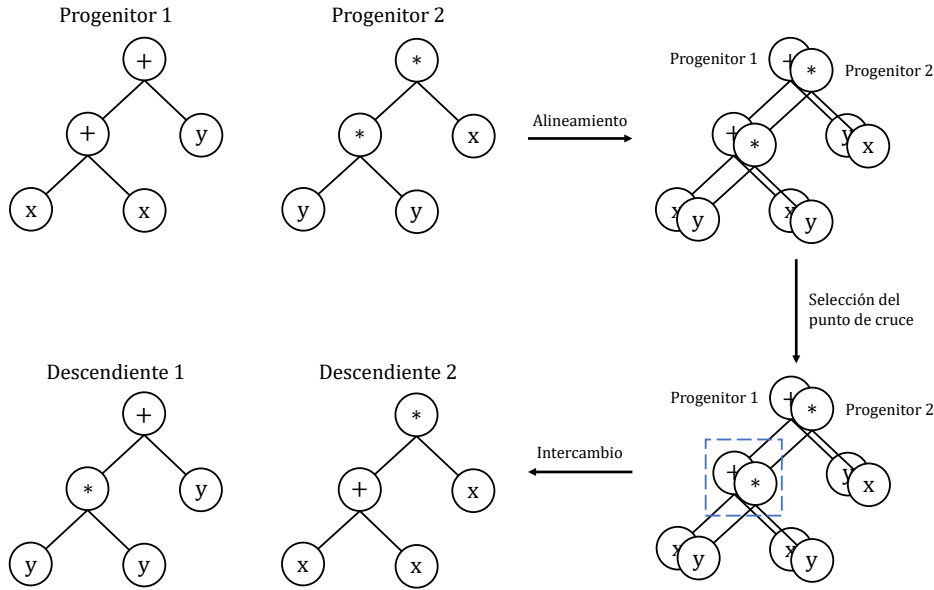 Progenitor 1
Progenitor 2
+
*
Progenitor 1
+
*
Progenitor 2
+
y
*
x
Alineamiento
+
*
y
x
x
x
y
y
x
y
x
y
Selección del
punto de cruce
Descendiente 1
Descendiente 2
Progenitor 1
+
*
Progenitor 2
+
*
Intercambio
+
*
y
x
*
y
+
x
y
y
x
x
x
y
x
y